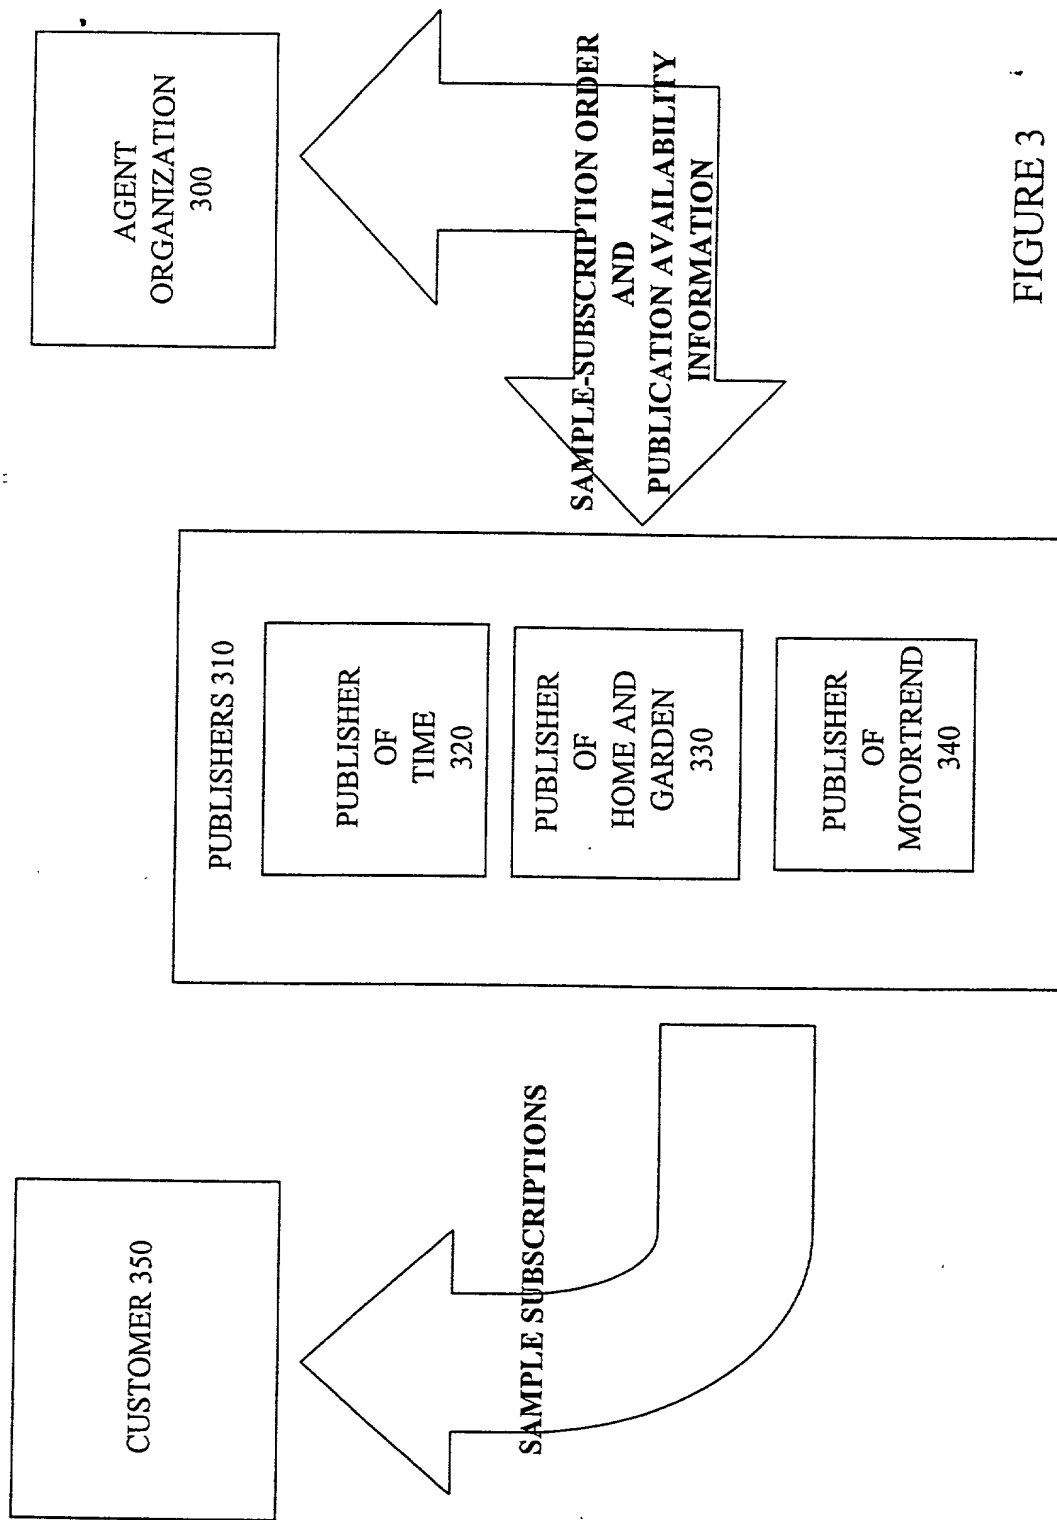 AGENT
ORGANIZATION
300
SAMPLE-SUBSCRIPTION ORDER
AND
PUBLICATION AVAILABILITY
INFORMATION
PUBLISHERS 310
PUBLISHER
OF
TIME
320
PUBLISHER
OF
HOME AND
GARDEN
330
PUBLISHER
OF
MOTORTREND
340
CUSTOMER 350
SAMPLE SUBSCRIPTIONS
FIGURE 3